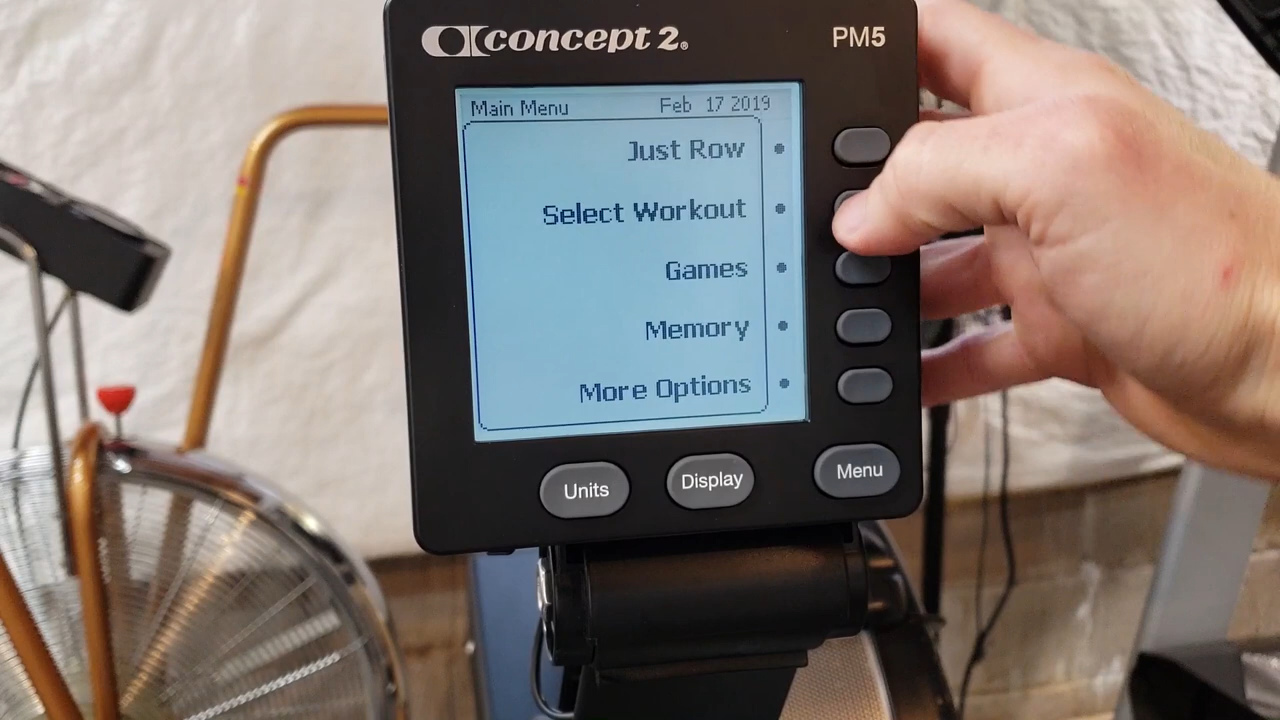 concept 2®
PM5
Main Menu Feb 17 2019
Just Row
Select Workout
Games
Memory
More Options
Units Display Menu